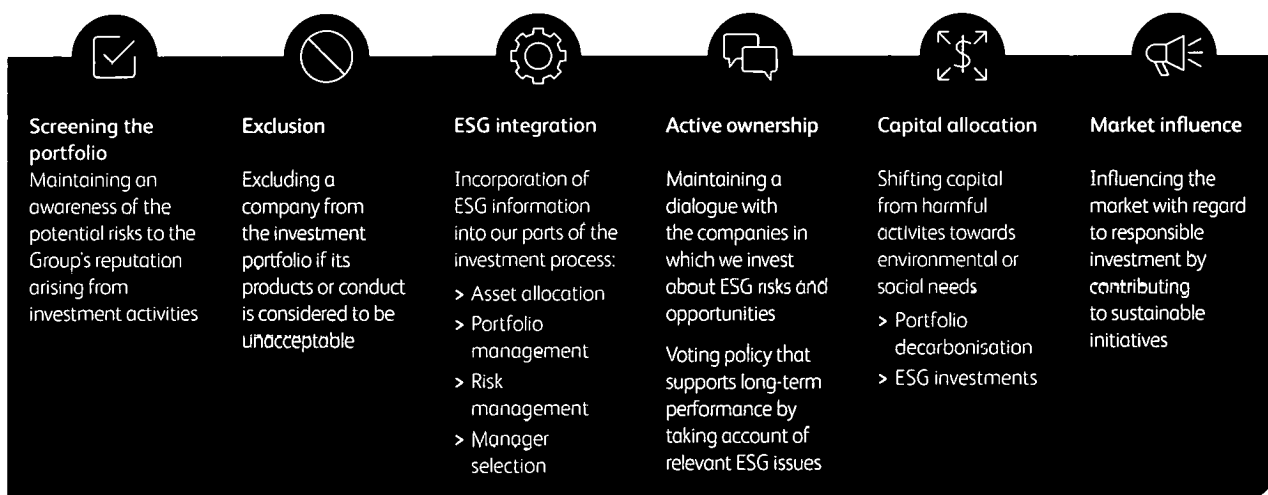 Screening the
portfolio
Maintaining an
awareness of the
potential risks to the
Group's reputation
arising from
investment activities
Exclusion
Excluding a
company from
the investment
portfolio if its
products or conduct
is considered to be
unacceptable
ESG integration
Incorporation of
ESG information
into our parts of the
investment process:
> Asset allocation
> Portfolio
management
> Risk
management
> Manager
selection
Active ownership
Maintaining a
dialogue with
the companies in
which we invest
about ESG risks and
opportunities
Voting policy that
supports long-term
performance by
taking account of
relevant ESG issues
Capital allocation
Shifting capital
from harmful
activites towards
environmental or
social needs
> Portfolio
decarbonisation
> ESG investments
Market influence
Influencing the
market with regard
to responsible
investment by
contributing
to sustainable
initiatives